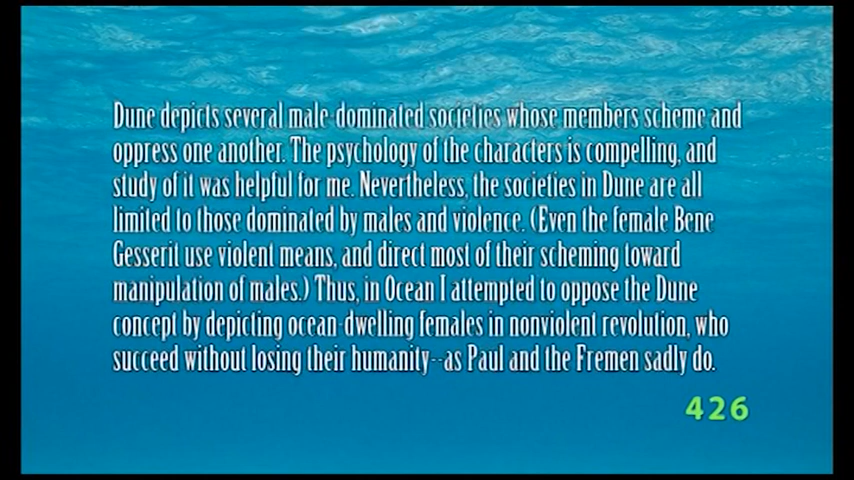 Dune depicts several male-dominated societies whose members scheme and
oppress one another. The psychology of the characters is compelling, and
study of it was helpful for me. Nevertheless, the societies in Dune are all
limited to those dominated by males and violence. (Even the female Bene
Gesserit use violent means, and direct most of their scheming toward
manipulation of males.) Thus, in Ocean I attempted to oppose the Dune
concept by depicting ocean-dwelling females in nonviolent revolution, who
succeed without losing their humanity--as Paul and the Fremen sadly do.
426